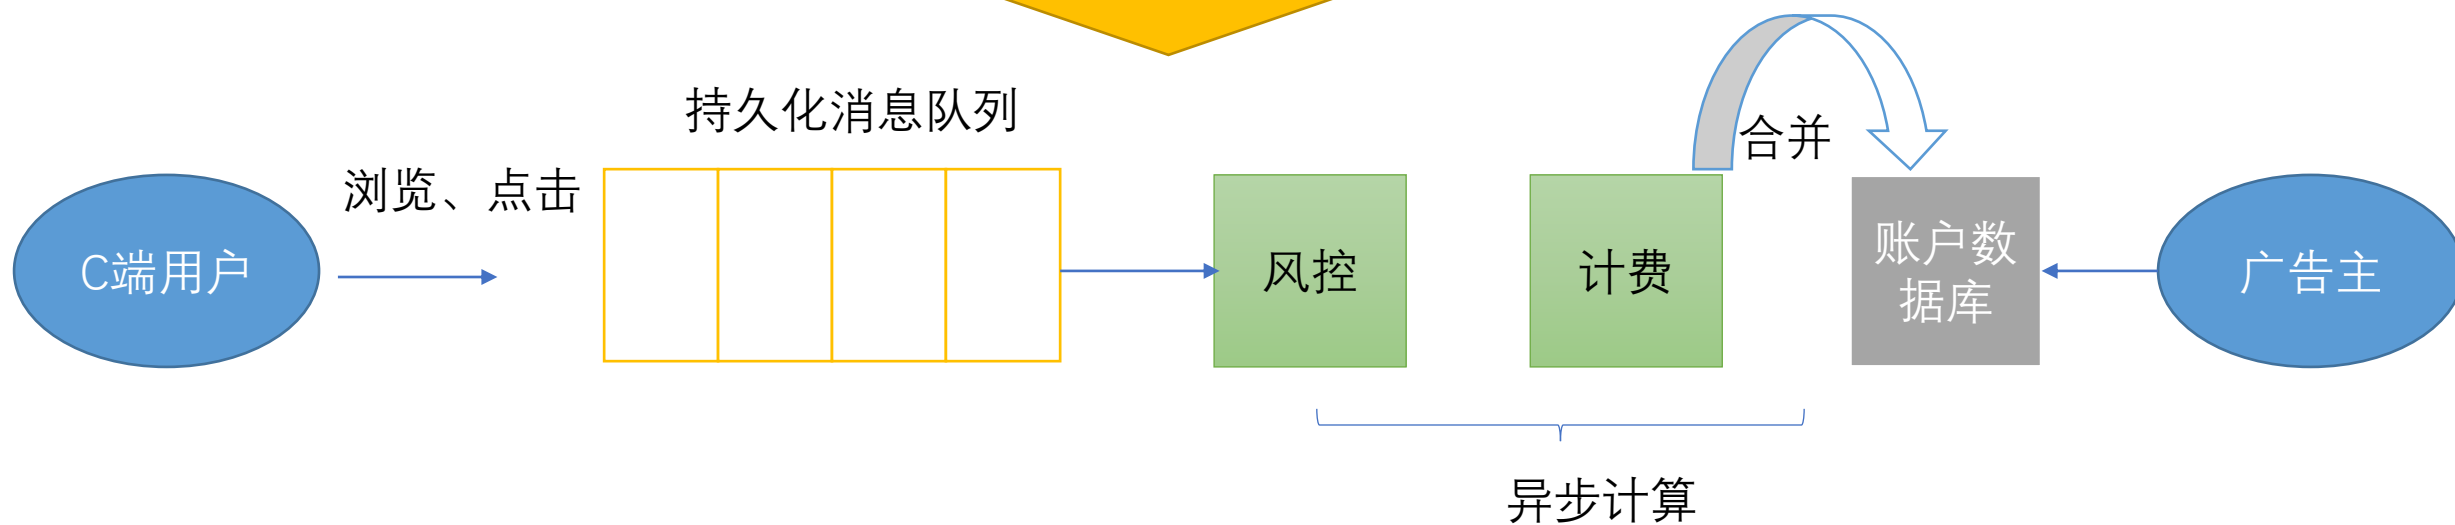 持久化消息队列
合并
浏览、点击
C端用户
风控
计费
账户数
据库
广告主
异步计算